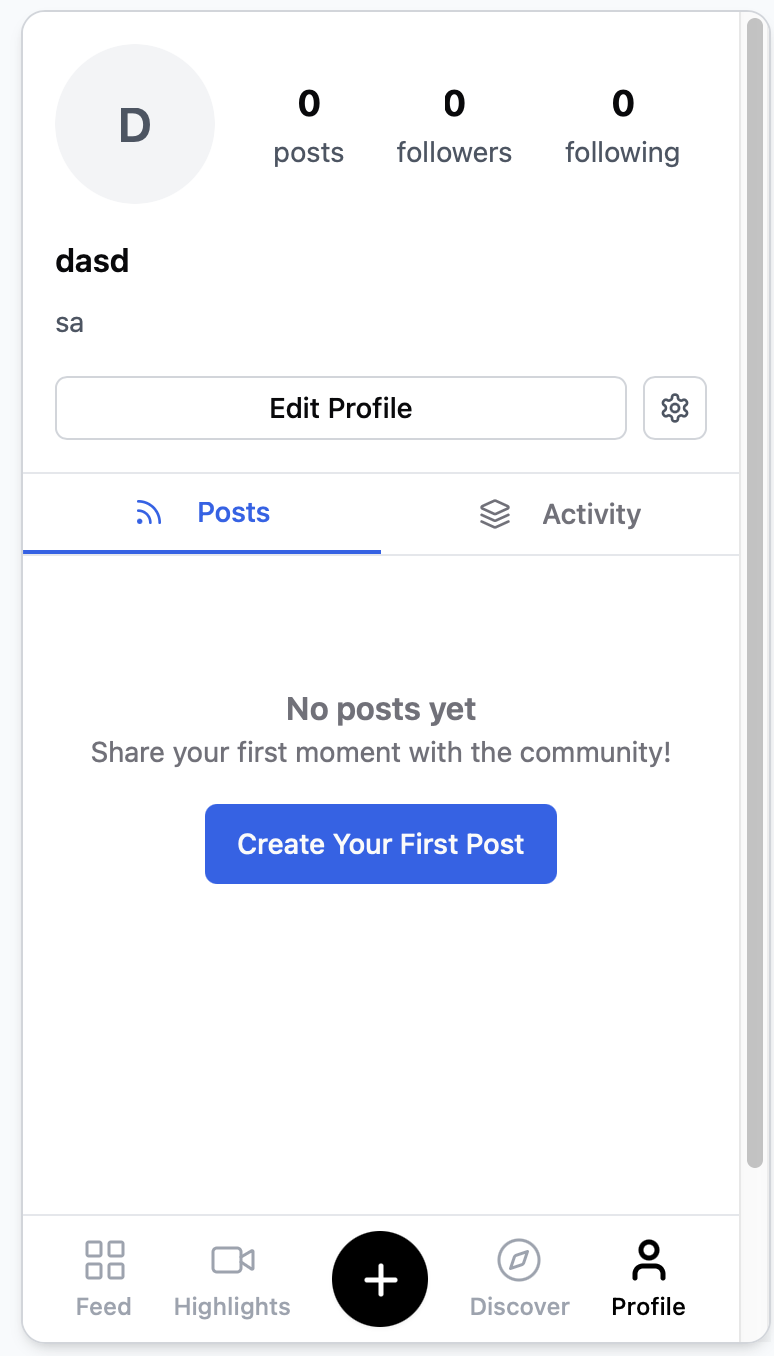 D
0 0 0
posts followers following
dasd
sa
Edit Profile
Posts Activity
No posts yet
Share your first moment with the community!
Create Your First Post
Feed Highlights Discover Profile